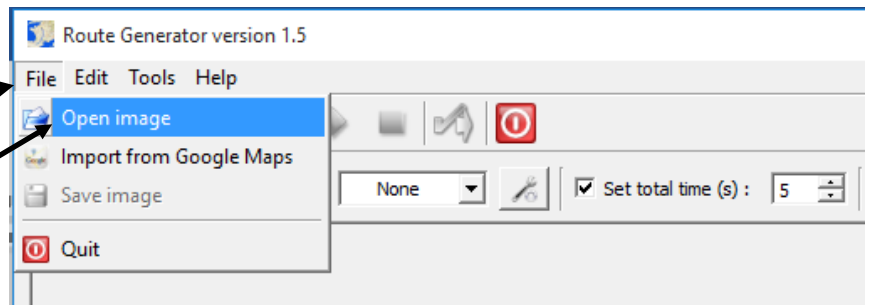 Route Generator version 1.5
File Edit Tools Help
Open image
Import from Google Maps
Save image
None
Set total time (s) : 5
Quit